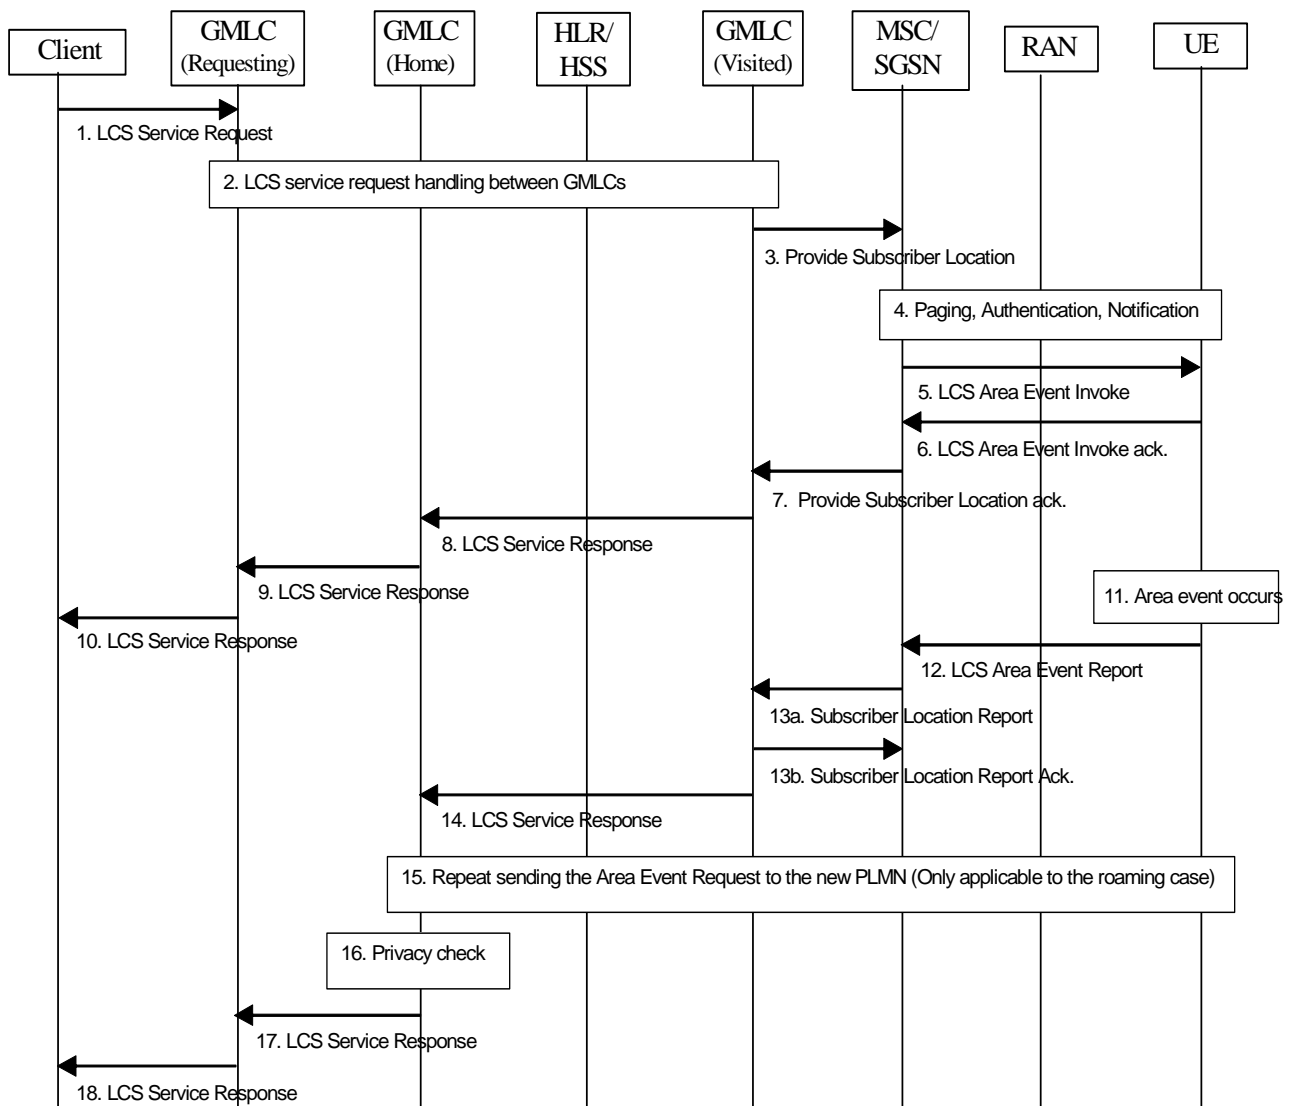 Client
GMLC
(Requesting)
GMLC
(Home)
HLR/
HSS
GMLC
(Visited)
MSC/
SGSN
RAN
UE
1. LCS Service Request
2. LCS service request handling between GMLCs
3. Provide Subscriber Location
4. Paging, Authentication, Notification
5. LCS Area Event Invoke
6. LCS Area Event Invoke ack.
7. Provide Subscriber Location ack.
8. LCS Service Response
9. LCS Service Response
11. Area event occurs
10. LCS Service Response
12. LCS Area Event Report
13a. Subscriber Location Report
13b. Subscriber Location Report Ack.
14. LCS Service Response
15. Repeat sending the Area Event Request to the new PLMN (Only applicable to the roaming case)
16. Privacy check
17. LCS Service Response
18. LCS Service Response